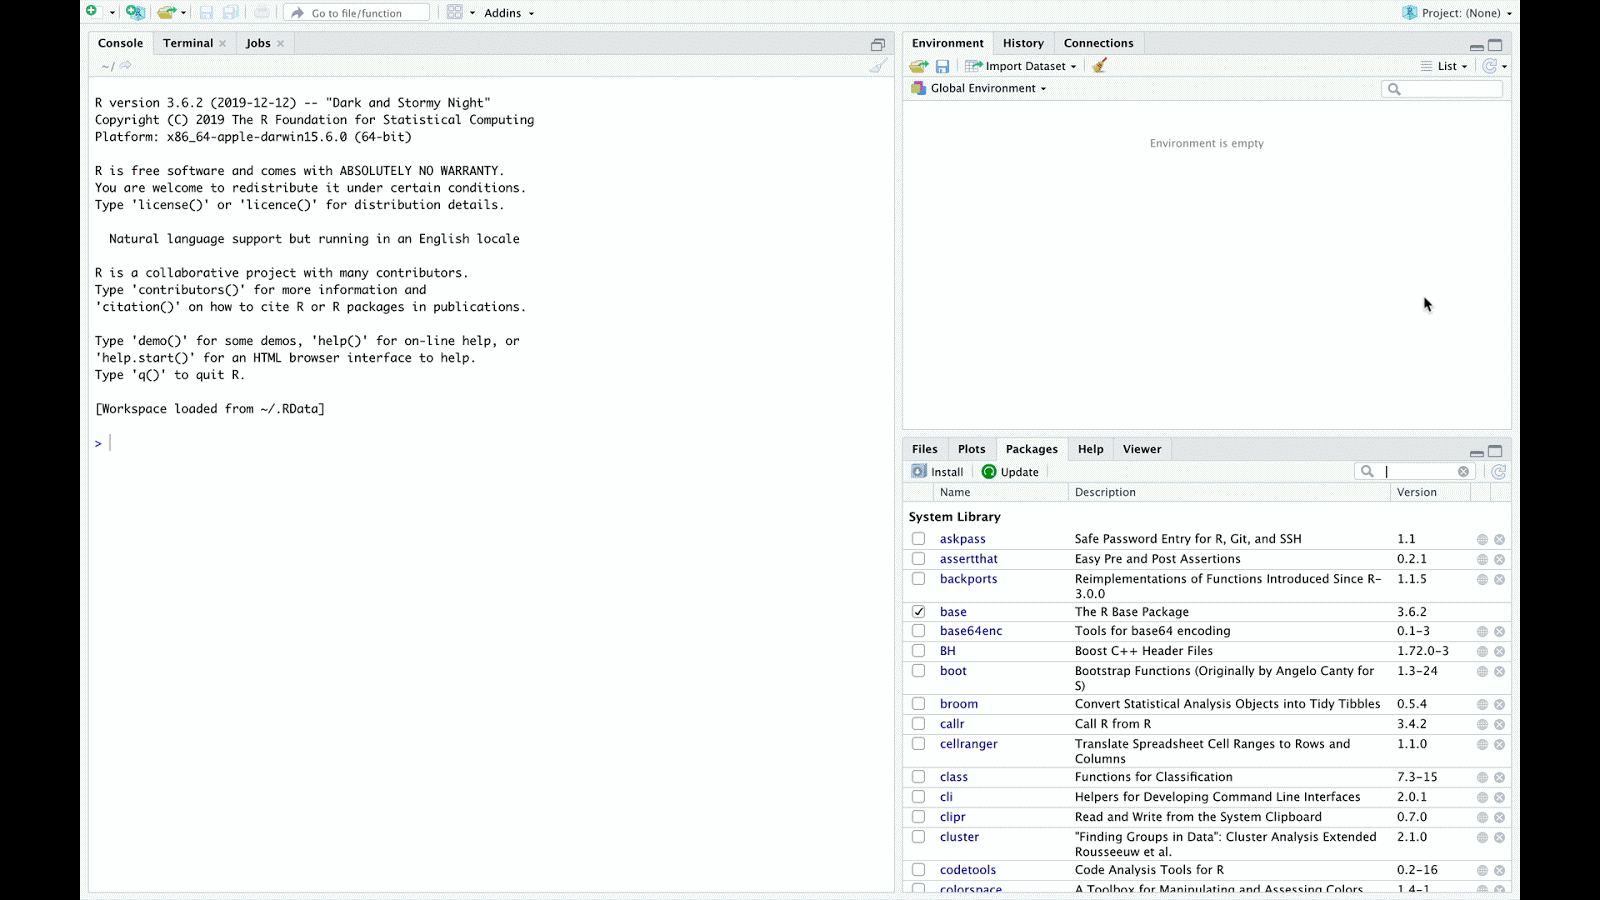 Go to file/function
Addins
Project: (None)
Console Terminal Jobs
~/
R version 3.6.2 (2019-12-12) -- "Dark and Stormy Night"
Copyright (C) 2019 The R Foundation for Statistical Computing
Platform: x86_64-apple-darwin15.6.0 (64-bit)
R is free software and comes with ABSOLUTELY NO WARRANTY.
You are welcome to redistribute it under certain conditions.
Type 'license()' or 'licence()' for distribution details.
Natural language support but running in an English locale
R is a collaborative project with many contributors.
Type 'contributors()' for more information and
'citation()' on how to cite R or R packages in publications.
Type 'demo()' for some demos, 'help()' for on-line help, or
'help.start()' for an HTML browser interface to help.
Type 'q()' to quit R.
[Workspace loaded from ~/.RData]
>
Environment History Connections
Import Dataset
List
Global Environment
Environment is empty
Files Plots Packages Help Viewer
Install Update
Name Description Version
System Library
askpass Safe Password Entry for R, Git, and SSH 1.1
assertthat Easy Pre and Post Assertions 0.2.1
backports Reimplementations of Functions Introduced Since R-
3.0.0 1.1.5
base The R Base Package 3.6.2
base64enc Tools for base64 encoding 0.1-3
BH Boost C++ Header Files 1.72.0-3
boot Bootstrap Functions (Originally by Angelo Canty for
S) 1.3-24
broom Convert Statistical Analysis Objects into Tidy Tibbles 0.5.4
callr Call R from R 3.4.2
cellranger Translate Spreadsheet Cell Ranges to Rows and
Columns 1.1.0
class Functions for Classification 7.3-15
cli Helpers for Developing Command Line Interfaces 2.0.1
clipr Read and Write from the System Clipboard 0.7.0
cluster "Finding Groups in Data": Cluster Analysis Extended
Rousseeuw et al. 2.1.0
codetools Code Analysis Tools for R 0.2-16
colorspace A Toolbox for Manipulating and Assessing Colors 1.4-1